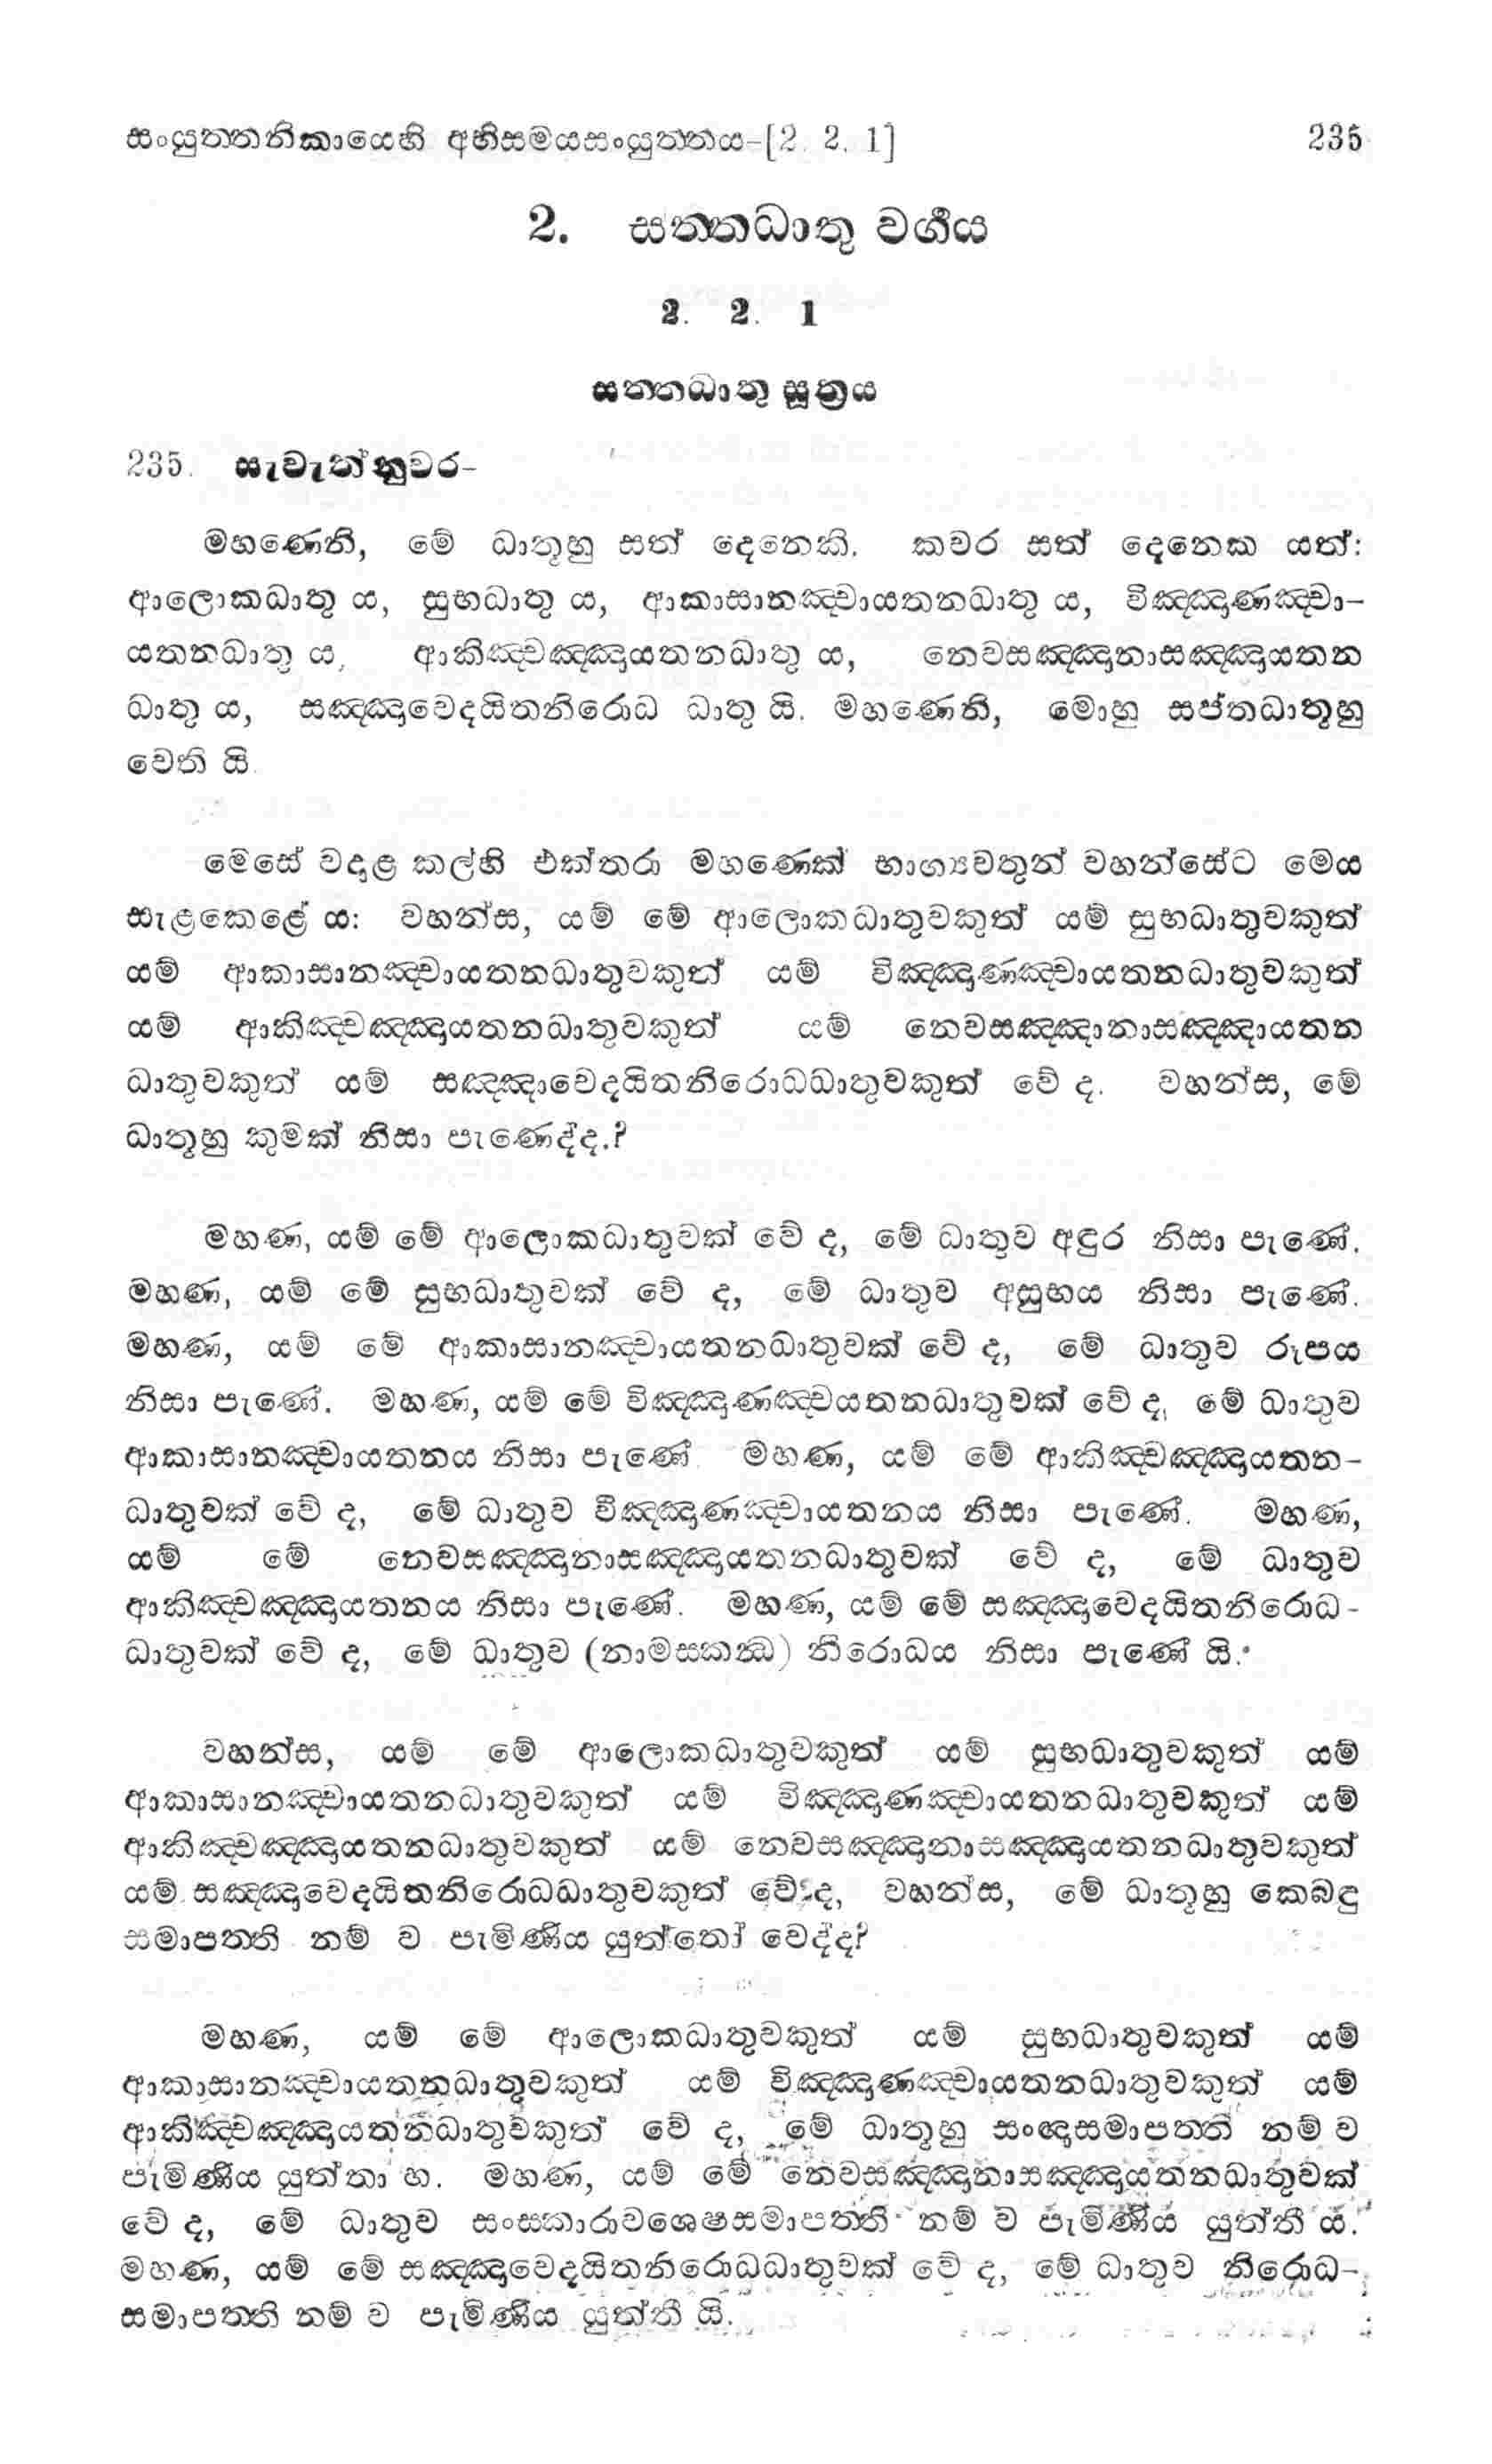 සංයුත්තනිකායෙහි අභිසමයසංයුත්තය-[2. 2. 1] 235
2. සත්තධාතු වර්ගය
2. 2. 1
සත්තධාතු සූත්‍රය
235. සැවැත්නුවර-
මහණෙනි, මේ ධාතූහු සත් දෙනෙකි. කවර සත් දෙනෙක යත්:
ආලොකධාතු ය, සුභධාතු ය, ආකාසානඤ්චායතනධාතු ය, විඤ්ඤාණඤ්චා-
යතනධාතු ය, ආකිඤ්චඤ්ඤායතනධාතු ය, නෙවසඤ්ඤානාසඤ්ඤායතන
ධාතු ය, සඤ්ඤාවෙදයිතනිරොධ ධාතු යි. මහණෙනි, මොහු සප්තධාතූහු
වෙති යි.
මෙසේ වදාළ කල්හි එක්තරා මහණෙක් භාග්‍යවතුන් වහන්සේට මෙය
සැළකෙළේ ය: වහන්ස, යම් මේ ආලොකධාතුවකුත් යම් සුභධාතුවකුත්
යම් ආකාසානඤ්චායතනධාතුවකුත් යම් විඤ්ඤාණඤ්චායතනධාතුවකුත්
යම් ආකිඤ්චඤ්ඤායතනධාතුවකුත් යම් නෙවසඤ්ඤානාසඤ්ඤායතන
ධාතුවකුත් යම් සඤ්ඤාවෙදයිතනිරොධධාතුවකුත් වේ ද. වහන්ස, මේ
ධාතූහු කුමක් නිසා පැණෙද්ද.?
මහණ, යම් මේ ආලොකධාතුවක් වේ ද, මේ ධාතුව අඳුර නිසා පැණේ.
මහණ, යම් මේ සුභධාතුවක් වේ ද, මේ ධාතුව අසුභය නිසා පැණේ.
මහණ, යම් මේ ආකාසානඤ්චායතනධාතුවක් වේ ද, මේ ධාතුව රූපය
නිසා පැණේ. මහණ, යම් මේ විඤ්ඤාණඤ්චයතනධාතුවක් වේ ද, මේ ධාතුව
ආකාසානඤ්චායතනය නිසා පැණේ. මහණ, යම් මේ ආකිඤ්චඤ්ඤායතන-
ධාතුවක් වේ ද, මේ ධාතුව විඤ්ඤාණඤ්චායතනය නිසා පැණේ. මහණ,
යම් මේ නෙවසඤ්ඤානාසඤ්ඤායතනධාතුවක් වේ ද, මේ ධාතුව
ආකිඤ්චඤ්ඤායතනය නිසා පැණේ. මහණ, යම් මේ සඤ්ඤාවෙදයිතනිරොධ-
ධාතුවක් වේ ද, මේ ධාතුව (නාමස්කන්ධ) නිරොධය නිසා පැණේ යි.
වහන්ස, යම් මේ ආලොකධාතුවකුත් යම් සුභධාතුවකුත් යම්
ආකාසානඤ්චායතනධාතුවකුත් යම් විඤ්ඤාණඤ්චායතනධාතුවකුත් යම්
ආකිඤ්චඤ්ඤායතනධාතුවකුත් යම් නෙවසඤ්ඤානාසඤ්ඤායතනධාතුවකුත්
යම් සඤ්ඤාවෙදයිතනිරොධධාතුවකුත් වේ ද, වහන්ස, මේ ධාතූහු කෙබඳු
සමාපත්ති නම් ව පැමිණිය යුත්තෝ වෙද්ද?
මහණ, යම් මේ ආලොකධාතුවකුත් යම් සුභධාතුවකුත් යම්
ආකාසානඤ්චායතනධාතුවකුත් යම් විඤ්ඤාණඤ්චායතනධාතුවකුත් යම්
ආකිඤ්චඤ්ඤායතනධාතුවකුත් වේ ද, මේ ධාතූහු සංඥාසමාපත්ති නම් ව
පැමිණිය යුත්තා හ. මහණ, යම් මේ නෙවසඤ්ඤානාසඤ්ඤායතනධාතුවක්
වේ ද, මේ ධාතුව සංස්කාරාවශෙෂසමාපත්ති නම් ව පැමිණිය යුත්තී ය.
මහණ, යම් මේ සඤ්ඤාවෙදයිතනිරොධධාතුවක් වේ ද, මේ ධාතුව නිරොධ-
සමාපත්ති නම් ව පැමිණිය යුත්තී යි.